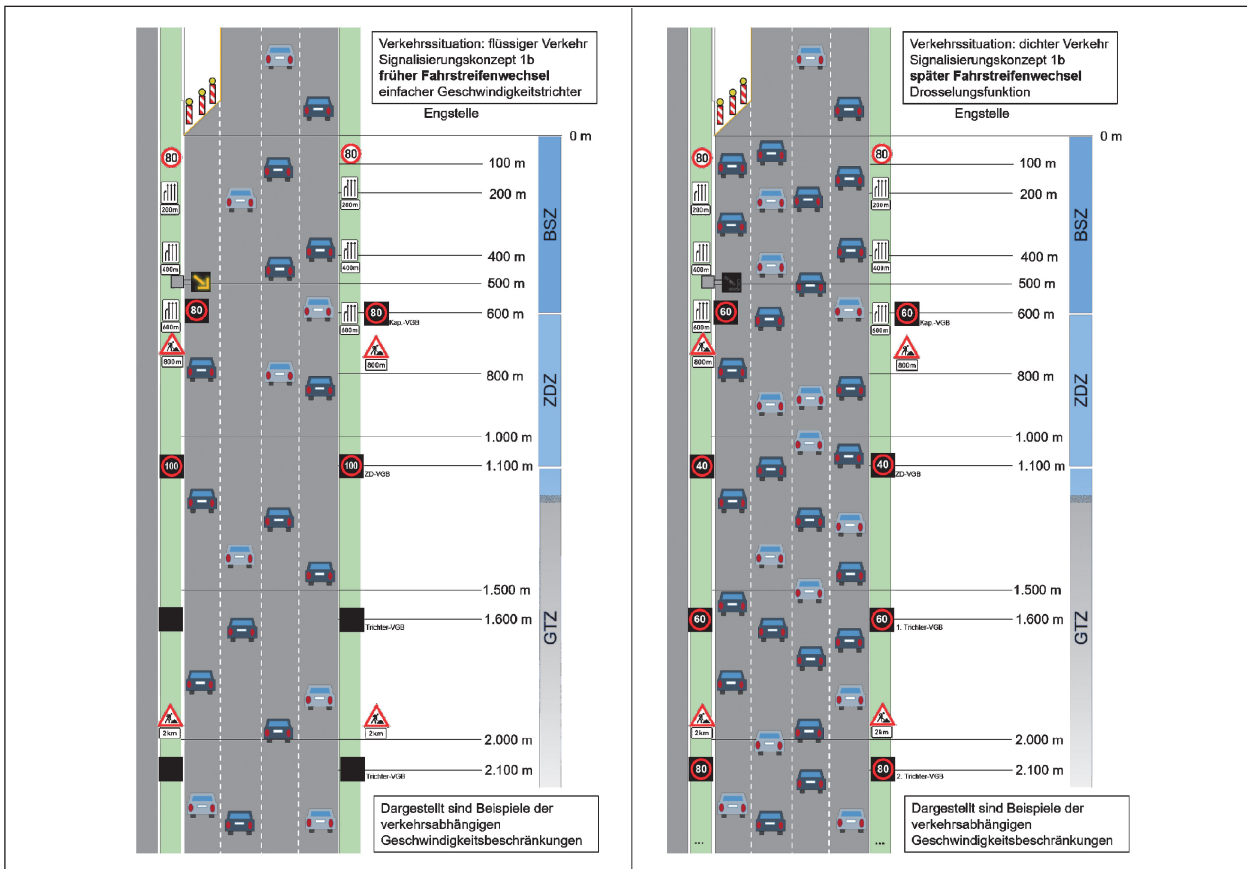 Verkehrssituation: flüssiger Verkehr
Signalisierungskonzept 1b
früher Fahrstreifenwechsel
einfacher Geschwindigkeitstrichter
Engstelle
0 m
80
80
100 m
200m
200m
200 m
400m
400m
400 m
500 m
80
600m
600m
80
Kap.-VGB
600 m
800m
800m
800 m
1.000 m
100
100
ZD-VGB
1.100 m
1.500 m
Trichter-VGB
1.600 m
2km
2km
2.000 m
Trichter-VGB
2.100 m
BSZ
ZDZ
GTZ
Dargestellt sind Beispiele der
verkehrsabhängigen
Geschwindigkeitsbeschränkungen
Verkehrssituation: dichter Verkehr
Signalisierungskonzept 1b
später Fahrstreifenwechsel
Drosselungsfunktion
Engstelle
0 m
80
80
100 m
200m
200m
200 m
400m
400m
400 m
500 m
60
600m
600m
60
Kap.-VGB
600 m
800m
800m
800 m
1.000 m
40
40
ZD-VGB
1.100 m
1.500 m
60
60
1. Trichter-VGB
1.600 m
2km
2km
2.000 m
80
80
2. Trichter-VGB
2.100 m
BSZ
ZDZ
GTZ
...
...
Dargestellt sind Beispiele der
verkehrsabhängigen
Geschwindigkeitsbeschränkungen